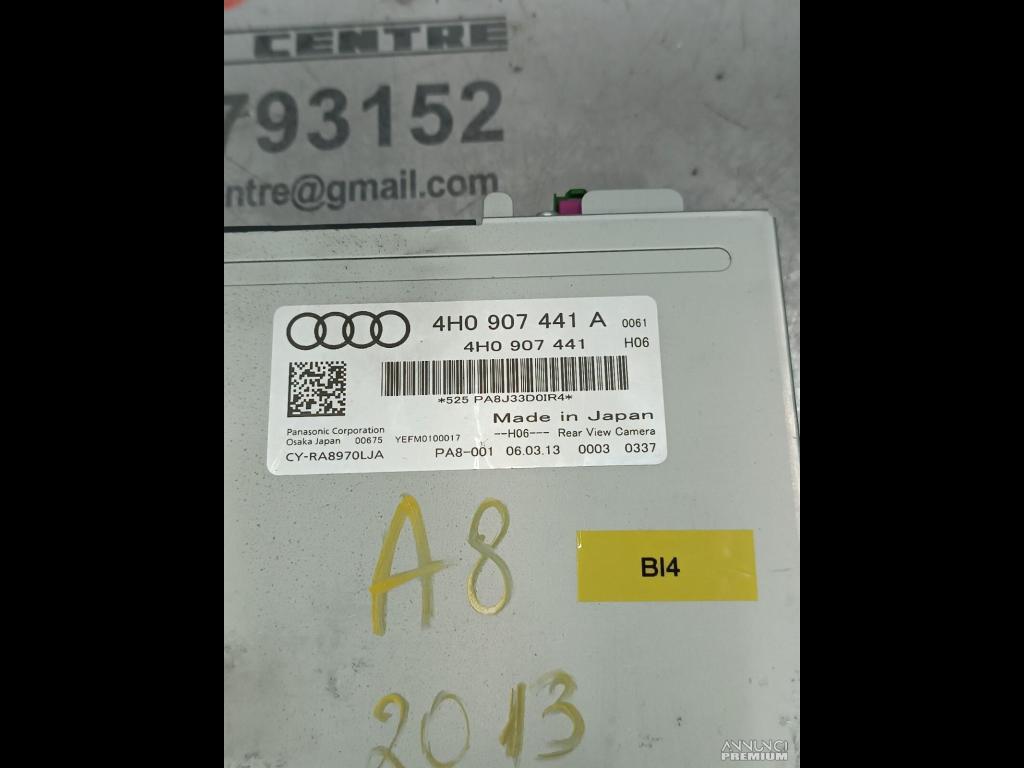 CENTRE
793152
ntre@gmail.com
4H0 907 441 A 0061
4H0 907 441 H06
*525 PA8J33D0IR4*
Made in Japan
Panasonic Corporation
Osaka Japan 00675 YEFM0100017 --H06--- Rear View Camera
CY-RA8970LJA PA8-001 06.03.13 0003 0337
A8
BI4
2013
ANNUNCI
PREMIUM